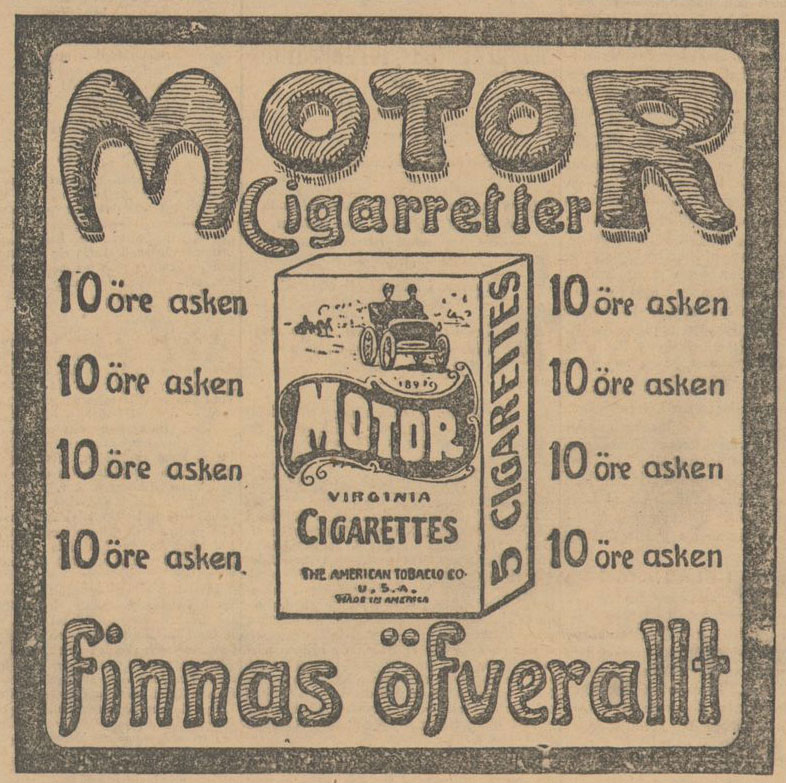 MOTOR
Cigarretter
10 öre asken
10 öre asken
10 öre asken
10 öre asken
MOTOR
VIRGINIA
CIGARETTES
THE AMERICAN TOBACCO CO.
U.S.A.
MADE IN AMERICA
5 CIGARETTES
10 öre asken
10 öre asken
10 öre asken
10 öre asken
finnas öfverallt